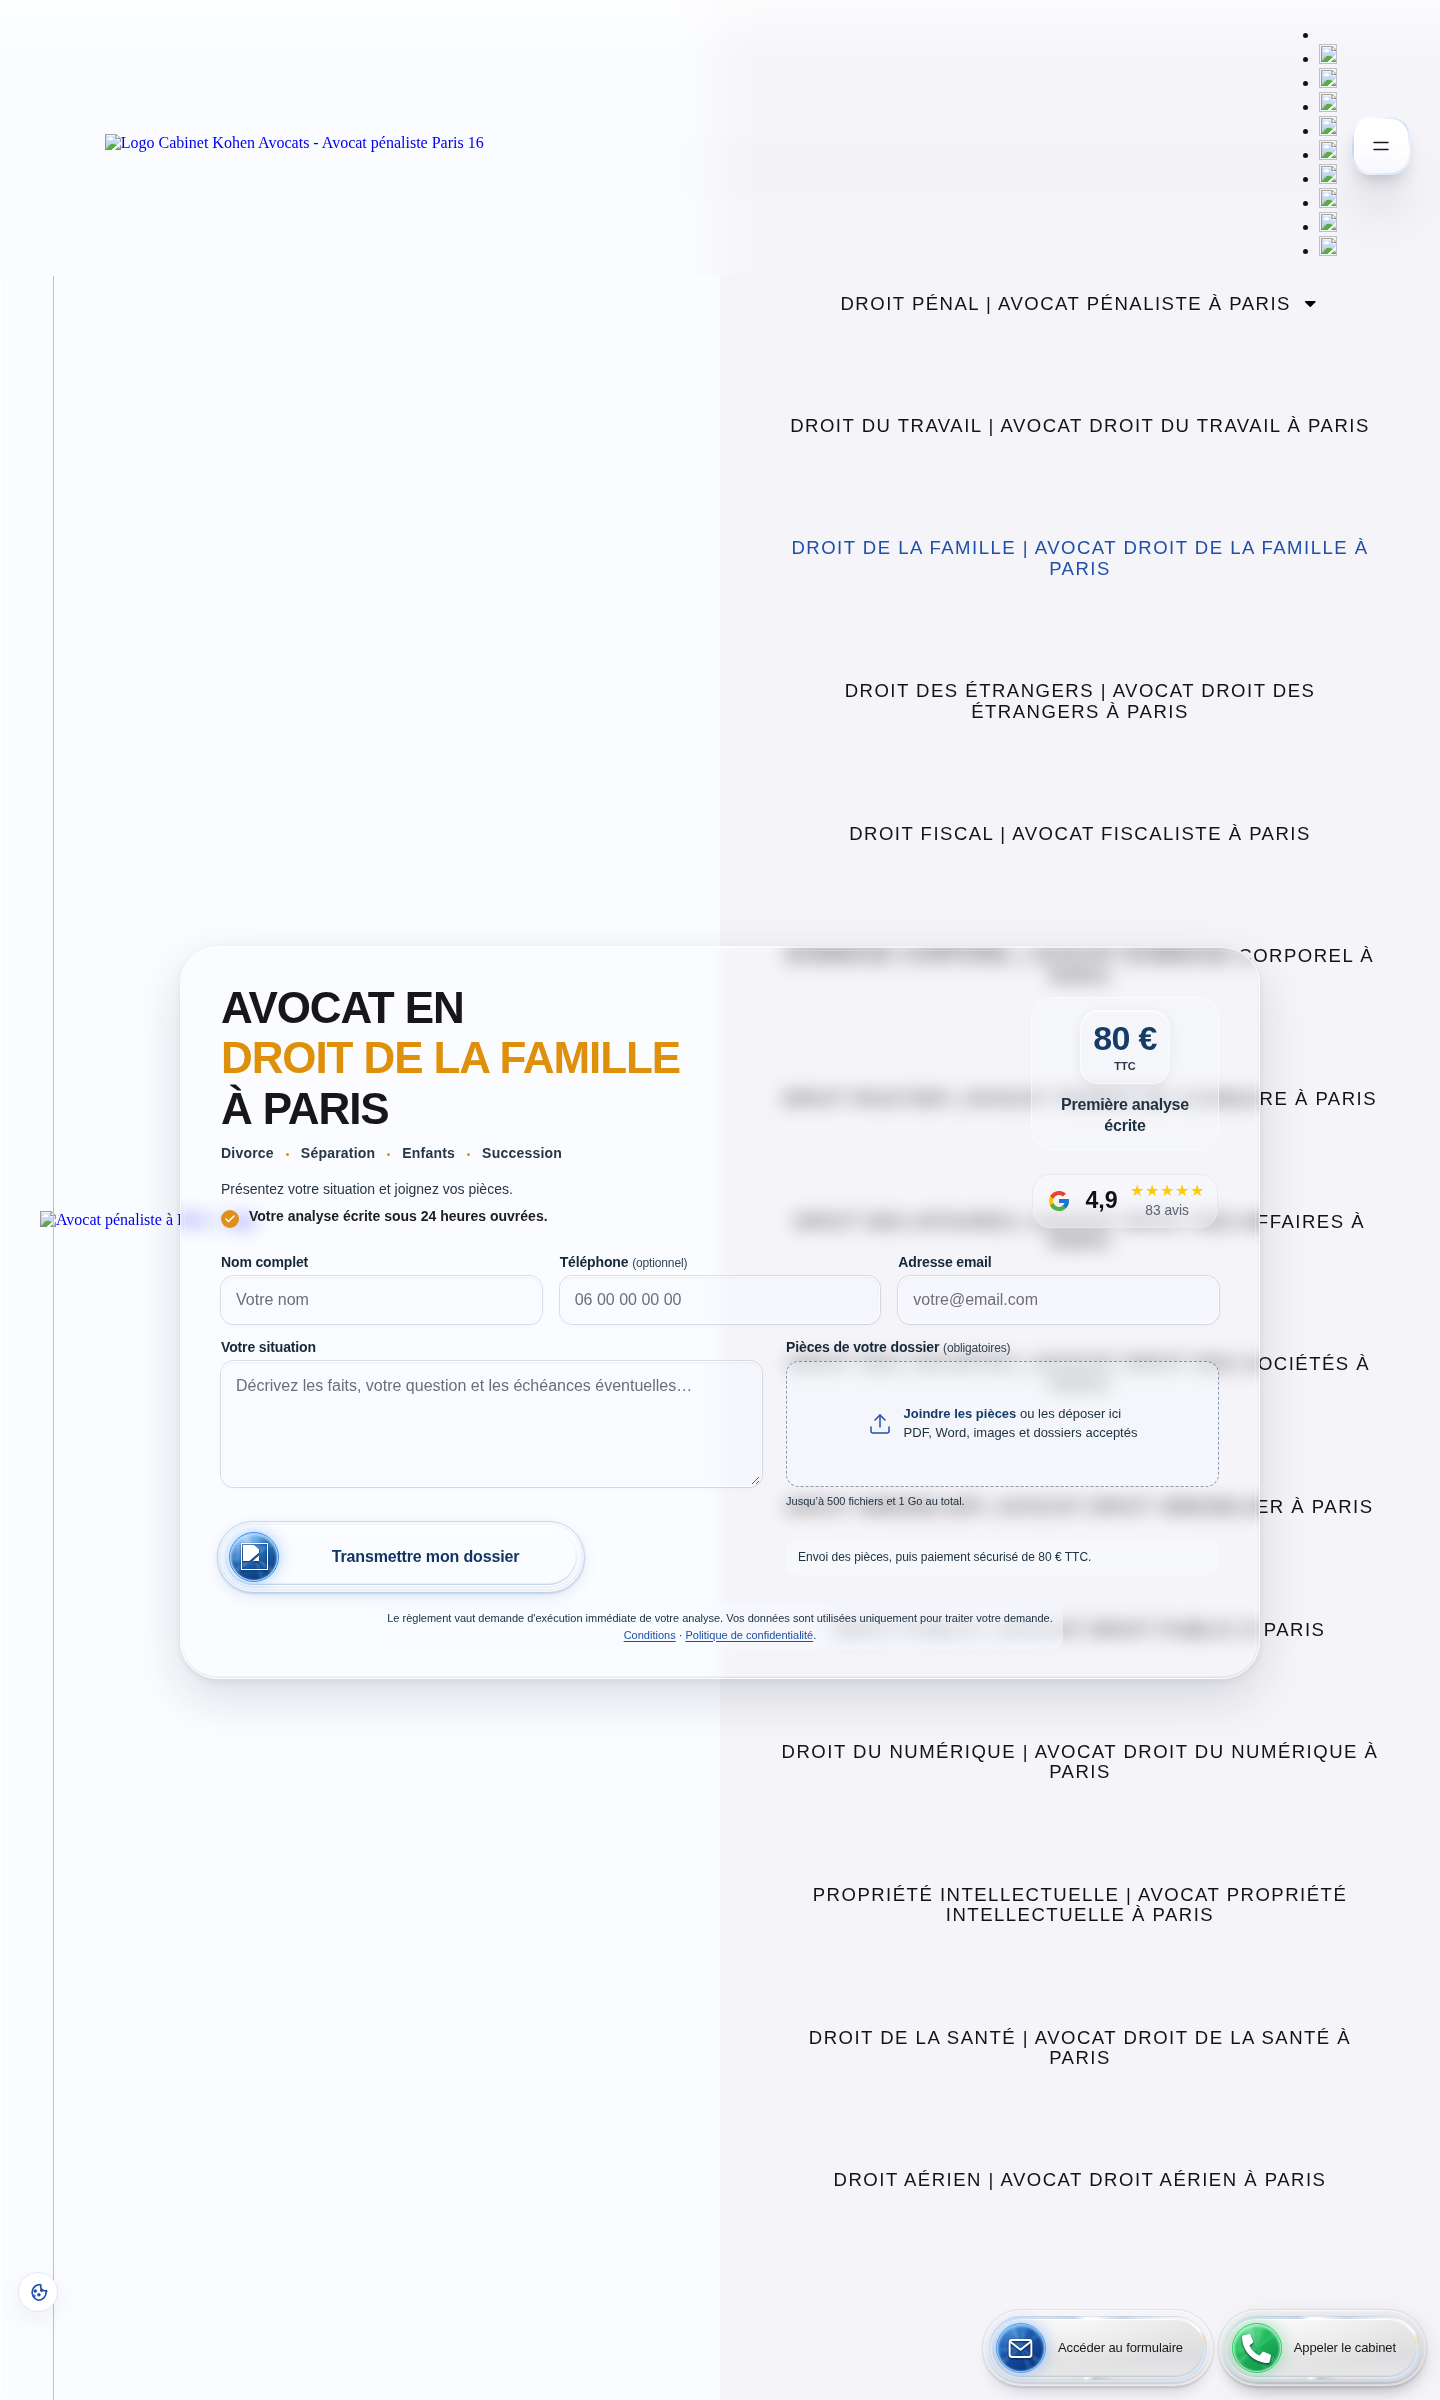 Logo Cabinet Kohen Avocats - Avocat pénaliste Paris 16
DROIT PÉNAL | AVOCAT PÉNALISTE À PARIS
DROIT DU TRAVAIL | AVOCAT DROIT DU TRAVAIL À PARIS
DROIT DE LA FAMILLE | AVOCAT DROIT DE LA FAMILLE À
PARIS
DROIT DES ÉTRANGERS | AVOCAT DROIT DES
ÉTRANGERS À PARIS
DROIT FISCAL | AVOCAT FISCALISTE À PARIS
CORPOREL À
AVOCAT EN
DROIT DE LA FAMILLE
À PARIS
80 €
TTC
Première analyse
écrite
À PARIS
Divorce • Séparation • Enfants • Succession
Présentez votre situation et joignez vos pièces.
Votre analyse écrite sous 24 heures ouvrées.
4,9
★★★★★
83 avis
Avocat pénaliste à
À
Nom complet
Téléphone (optionnel)
Adresse email
Votre nom
06 00 00 00 00
votre@email.com
Votre situation
Pièces de votre dossier (obligatoires)
À
Décrivez les faits, votre question et les échéances éventuelles…
Joindre les pièces ou les déposer ici
PDF, Word, images et dossiers acceptés
Jusqu'à 500 fichiers et 1 Go au total.
À PARIS
Transmettre mon dossier
Envoi des pièces, puis paiement sécurisé de 80 € TTC.
Le règlement vaut demande d'exécution immédiate de votre analyse. Vos données sont utilisées uniquement pour traiter votre demande.
Conditions · Politique de confidentialité.
PARIS
DROIT DU NUMÉRIQUE | AVOCAT DROIT DU NUMÉRIQUE À
PARIS
PROPRIÉTÉ INTELLECTUELLE | AVOCAT PROPRIÉTÉ
INTELLECTUELLE À PARIS
DROIT DE LA SANTÉ | AVOCAT DROIT DE LA SANTÉ À
PARIS
DROIT AÉRIEN | AVOCAT DROIT AÉRIEN À PARIS
Accéder au formulaire
Appeler le cabinet